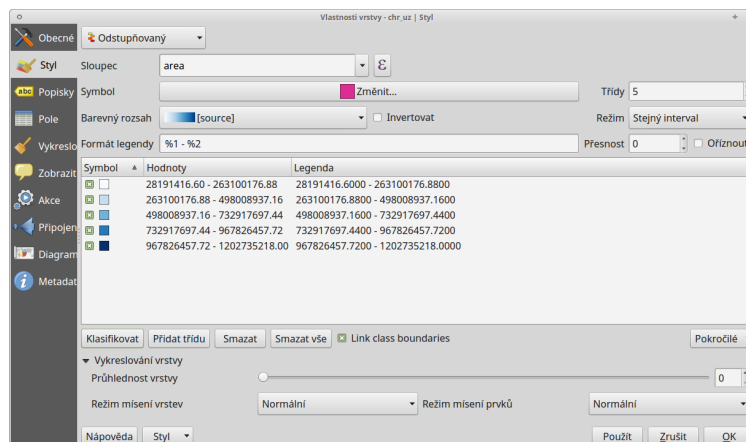 Vlastnosti vrstvy - chr_uz | Styl
Obecné
Styl
Popisky
Pole
Vykreslo
Zobrazit
Akce
Připojen
Diagram
Metadat
Odstupňovaný
Sloupec area ε
Symbol Změnit... Třídy 5
Barevný rozsah [source] Invertovat Režim Stejný interval
Formát legendy %1 - %2 Přesnost 0 Oříznout
Symbol Hodnoty Legenda
28191416.60 - 263100176.88 28191416.6000 - 263100176.8800
263100176.88 - 498008937.16 263100176.8800 - 498008937.1600
498008937.16 - 732917697.44 498008937.1600 - 732917697.4400
732917697.44 - 967826457.72 732917697.4400 - 967826457.7200
967826457.72 - 1202735218.00 967826457.7200 - 1202735218.0000
Klasifikovat Přidat třídu Smazat Smazat vše Link class boundaries Pokročilé
Vykreslování vrstvy
Průhlednost vrstvy 0
Režim mísení vrstev Normální Režim mísení prvků Normální
Nápověda Styl Použít Zrušit OK